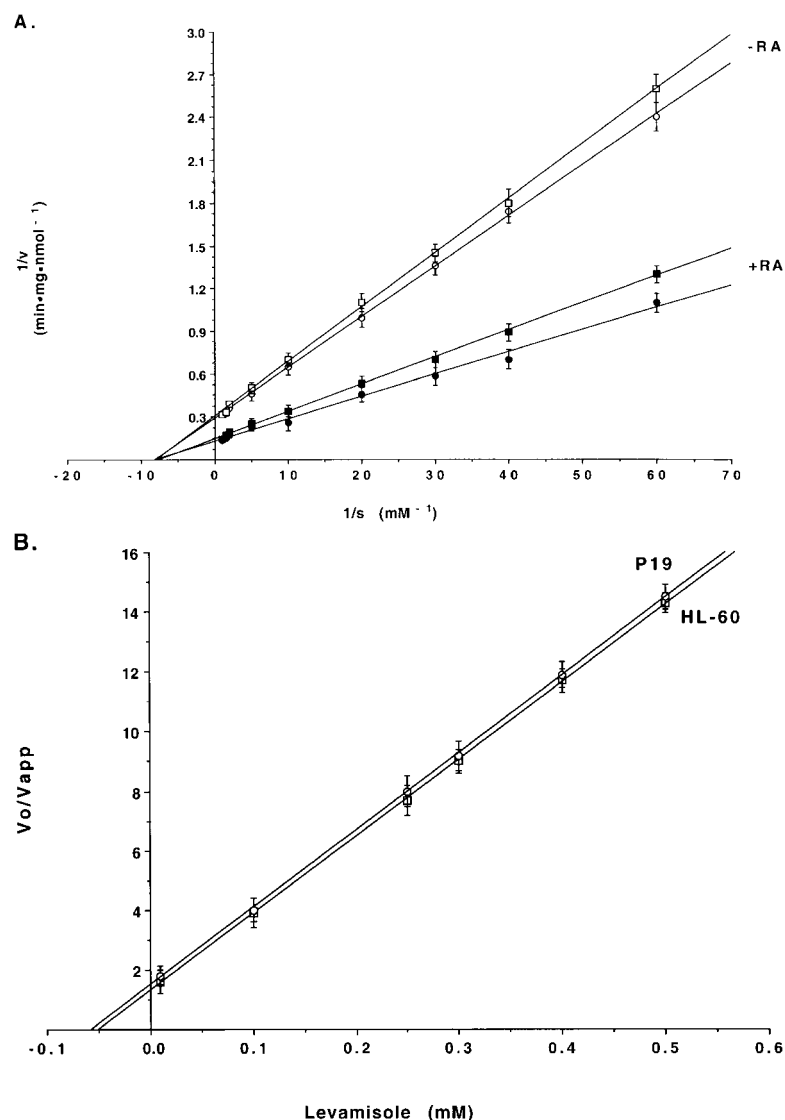 A.
3.0
-RA
2.7
2.4
2.1
1.8
1.5
1.2
0.9
0.6
0.3
+RA
1/v
(min•mg•nmol⁻¹)
-20 -10 0 10 20 30 40 50 60 70
1/s (mM⁻¹)
B.
16
14
12
10
8
6
4
2
P19
HL-60
Vo/Vapp
-0.1 0.0 0.1 0.2 0.3 0.4 0.5 0.6
Levamisole (mM)